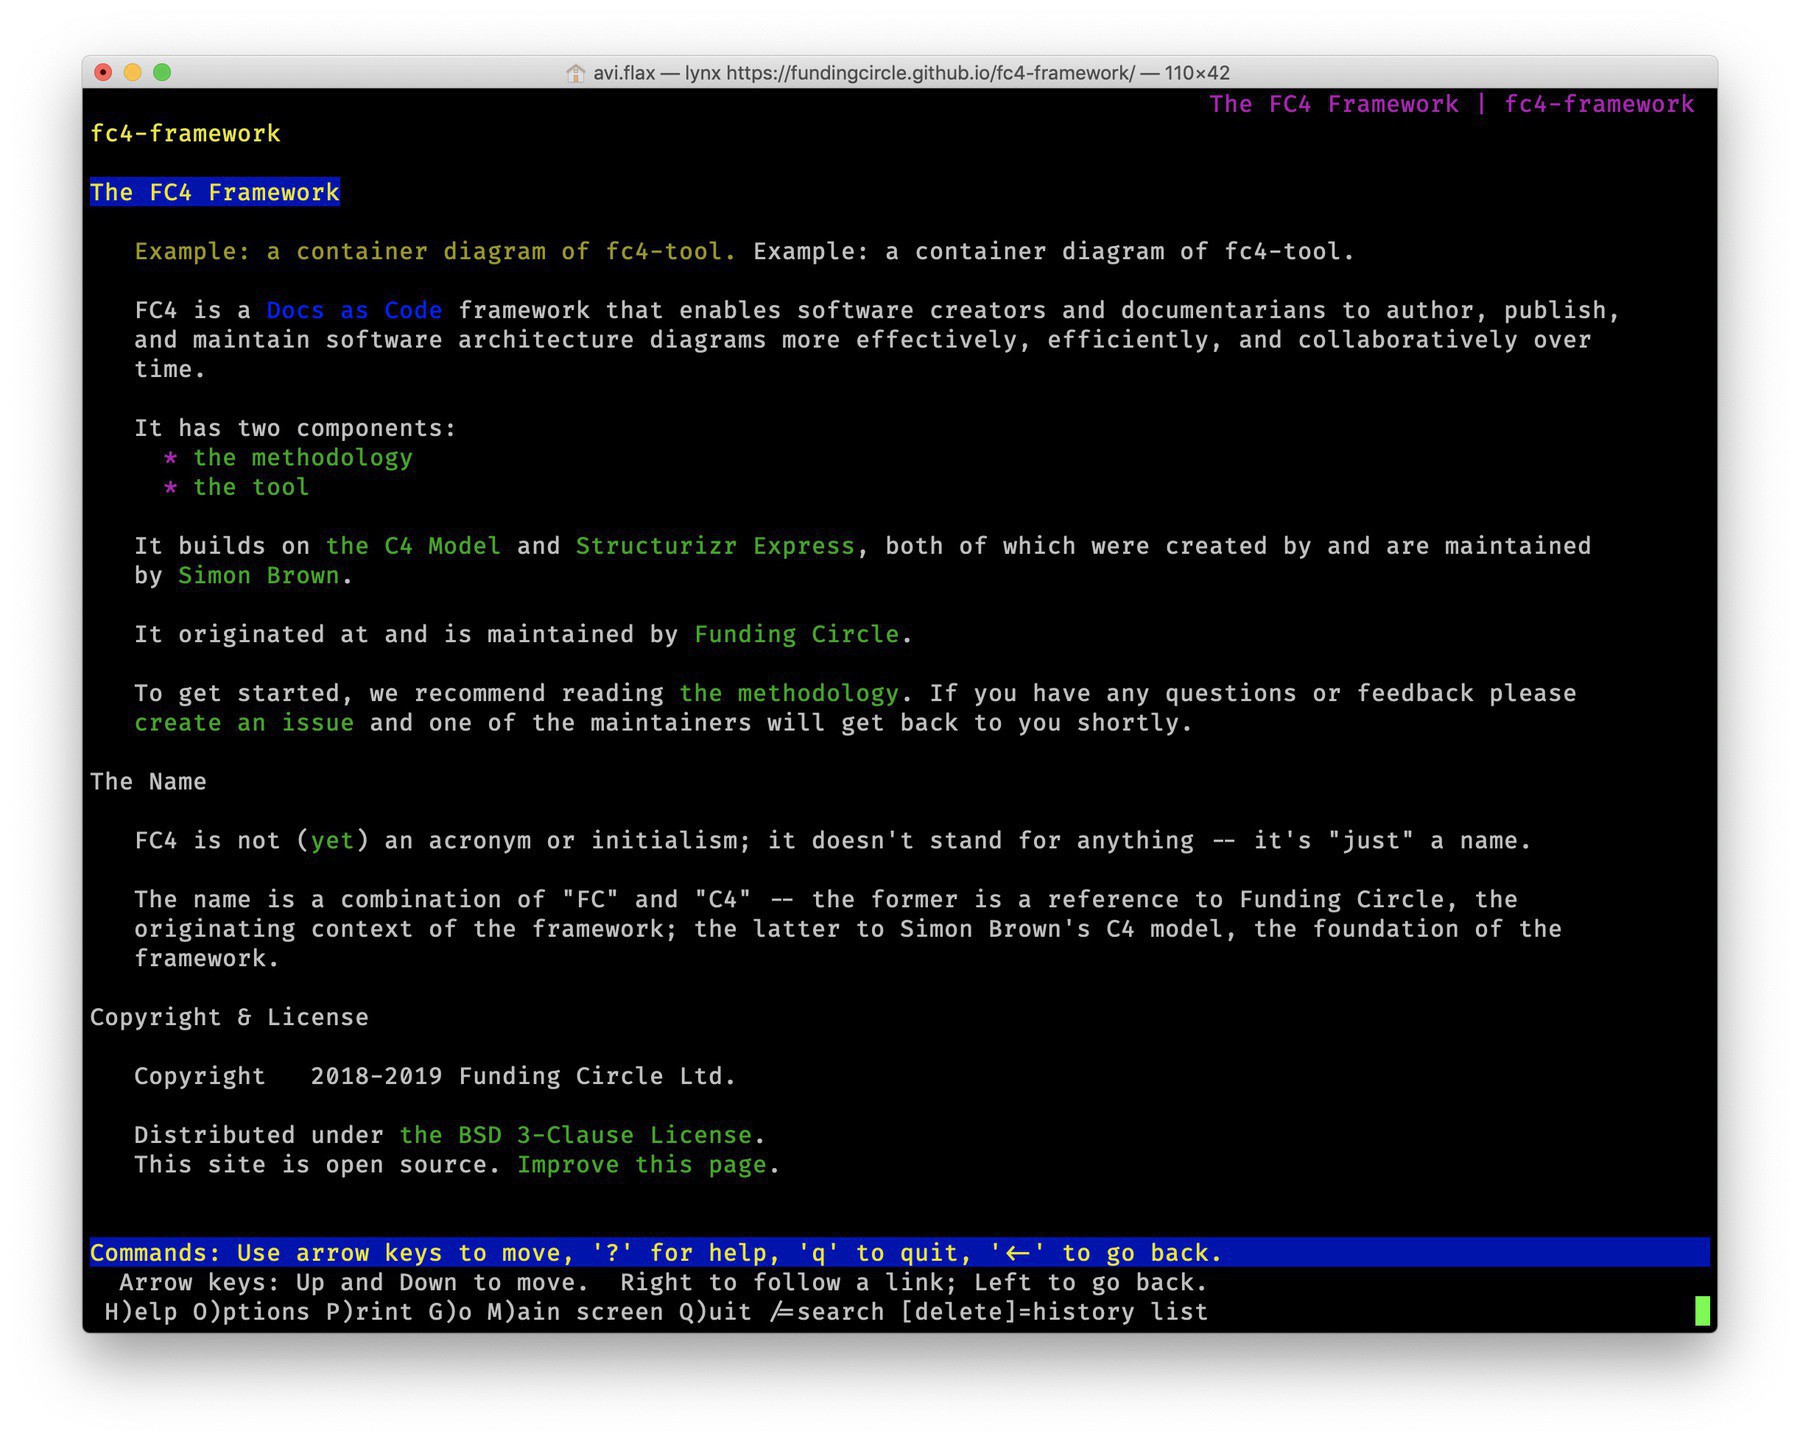 avi.flax — lynx https://fundingcircle.github.io/fc4-framework/ — 110×42
The FC4 Framework | fc4-framework
fc4-framework
The FC4 Framework
Example: a container diagram of fc4-tool. Example: a container diagram of fc4-tool.
FC4 is a Docs as Code framework that enables software creators and documentarians to author, publish,
and maintain software architecture diagrams more effectively, efficiently, and collaboratively over
time.
It has two components:
* the methodology
* the tool
It builds on the C4 Model and Structurizr Express, both of which were created by and are maintained
by Simon Brown.
It originated at and is maintained by Funding Circle.
To get started, we recommend reading the methodology. If you have any questions or feedback please
create an issue and one of the maintainers will get back to you shortly.
The Name
FC4 is not (yet) an acronym or initialism; it doesn't stand for anything -- it's "just" a name.
The name is a combination of "FC" and "C4" -- the former is a reference to Funding Circle, the
originating context of the framework; the latter to Simon Brown's C4 model, the foundation of the
framework.
Copyright & License
Copyright   2018-2019 Funding Circle Ltd.
Distributed under the BSD 3-Clause License.
This site is open source. Improve this page.
Commands: Use arrow keys to move, '?' for help, 'q' to quit, '<-' to go back.
Arrow keys: Up and Down to move.  Right to follow a link; Left to go back.
H)elp O)ptions P)rint G)o M)ain screen Q)uit /=search [delete]=history list